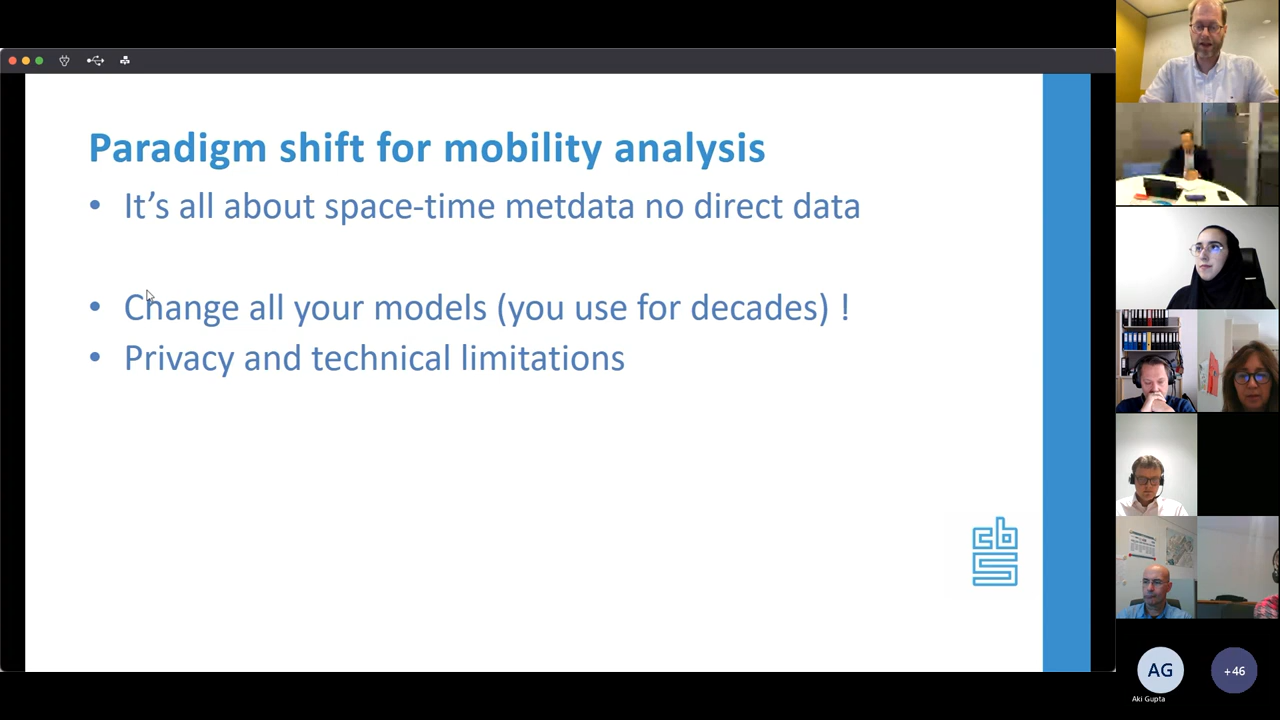 Paradigm shift for mobility analysis
• It’s all about space-time metdata no direct data
• Change all your models (you use for decades) !
• Privacy and technical limitations
cbs
AG
+46
Aki Gupta